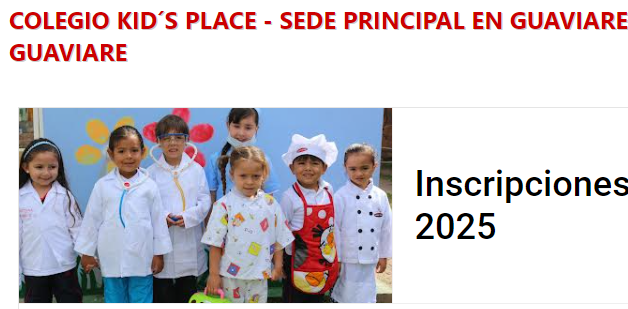 COLEGIO KID´S PLACE - SEDE PRINCIPAL EN GUAVIARE
GUAVIARE
Inscripciones
2025